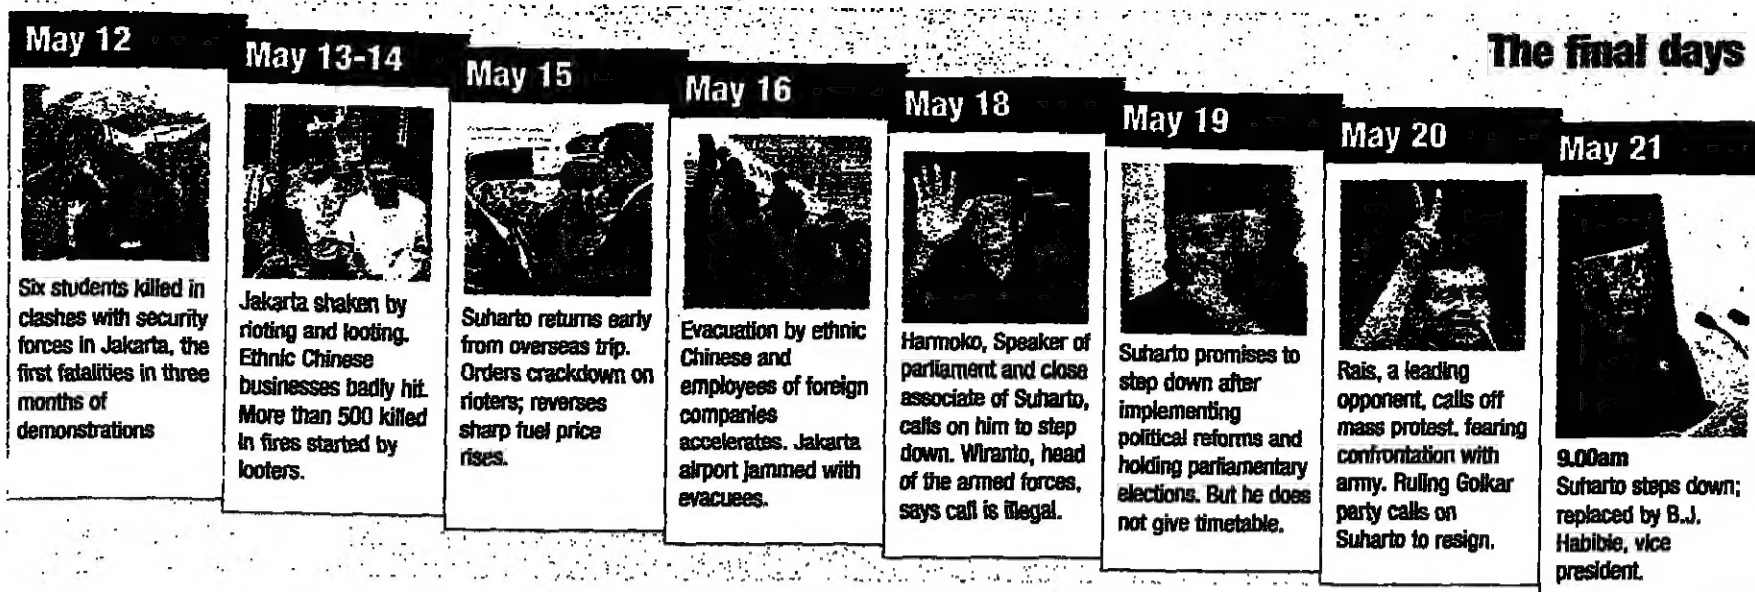 The final days
May 12
Six students killed in
clashes with security
forces in Jakarta, the
first fatalities in three
months of
demonstrations
May 13-14
Jakarta shaken by
rioting and looting.
Ethnic Chinese
businesses badly hit.
More than 500 killed
in fires started by
looters.
May 15
Suharto returns early
from overseas trip.
Orders crackdown on
rioters; reverses
sharp fuel price
rises.
May 16
Evacuation by ethnic
Chinese and
employees of foreign
companies
accelerates. Jakarta
airport jammed with
evacuees.
May 18
Harmoko, Speaker of
parliament and close
associate of Suharto,
calls on him to step
down. Wiranto, head
of the armed forces,
says call is illegal.
May 19
Suharto promises to
step down after
implementing
political reforms and
holding parliamentary
elections. But he does
not give timetable.
May 20
Rais, a leading
opponent, calls off
mass protest, fearing
confrontation with
army. Ruling Golkar
party calls on
Suharto to resign.
May 21
9.00am
Suharto steps down;
replaced by B.J.
Habibie, vice
president.